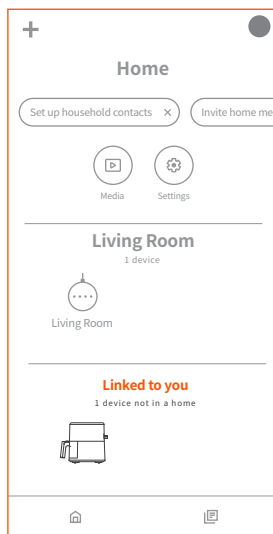 Home
Set up household contacts
Invite home me
Media
Settings
Living Room
1 device
Living Room
Linked to you
1 device not in a home